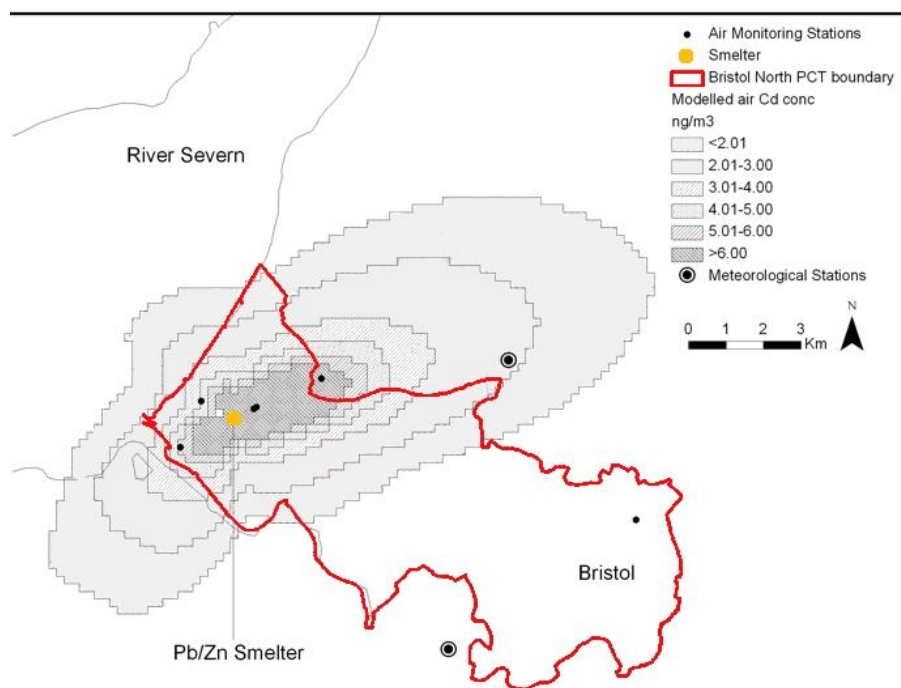 Air Monitoring Stations
Smelter
Bristol North PCT boundary
Modelled air Cd conc
ng/m3
<2.01
2.01-3.00
3.01-4.00
4.01-5.00
5.01-6.00
>6.00
Meteorological Stations
River Severn
N
0 1 2 3
Km
Bristol
Pb/Zn Smelter